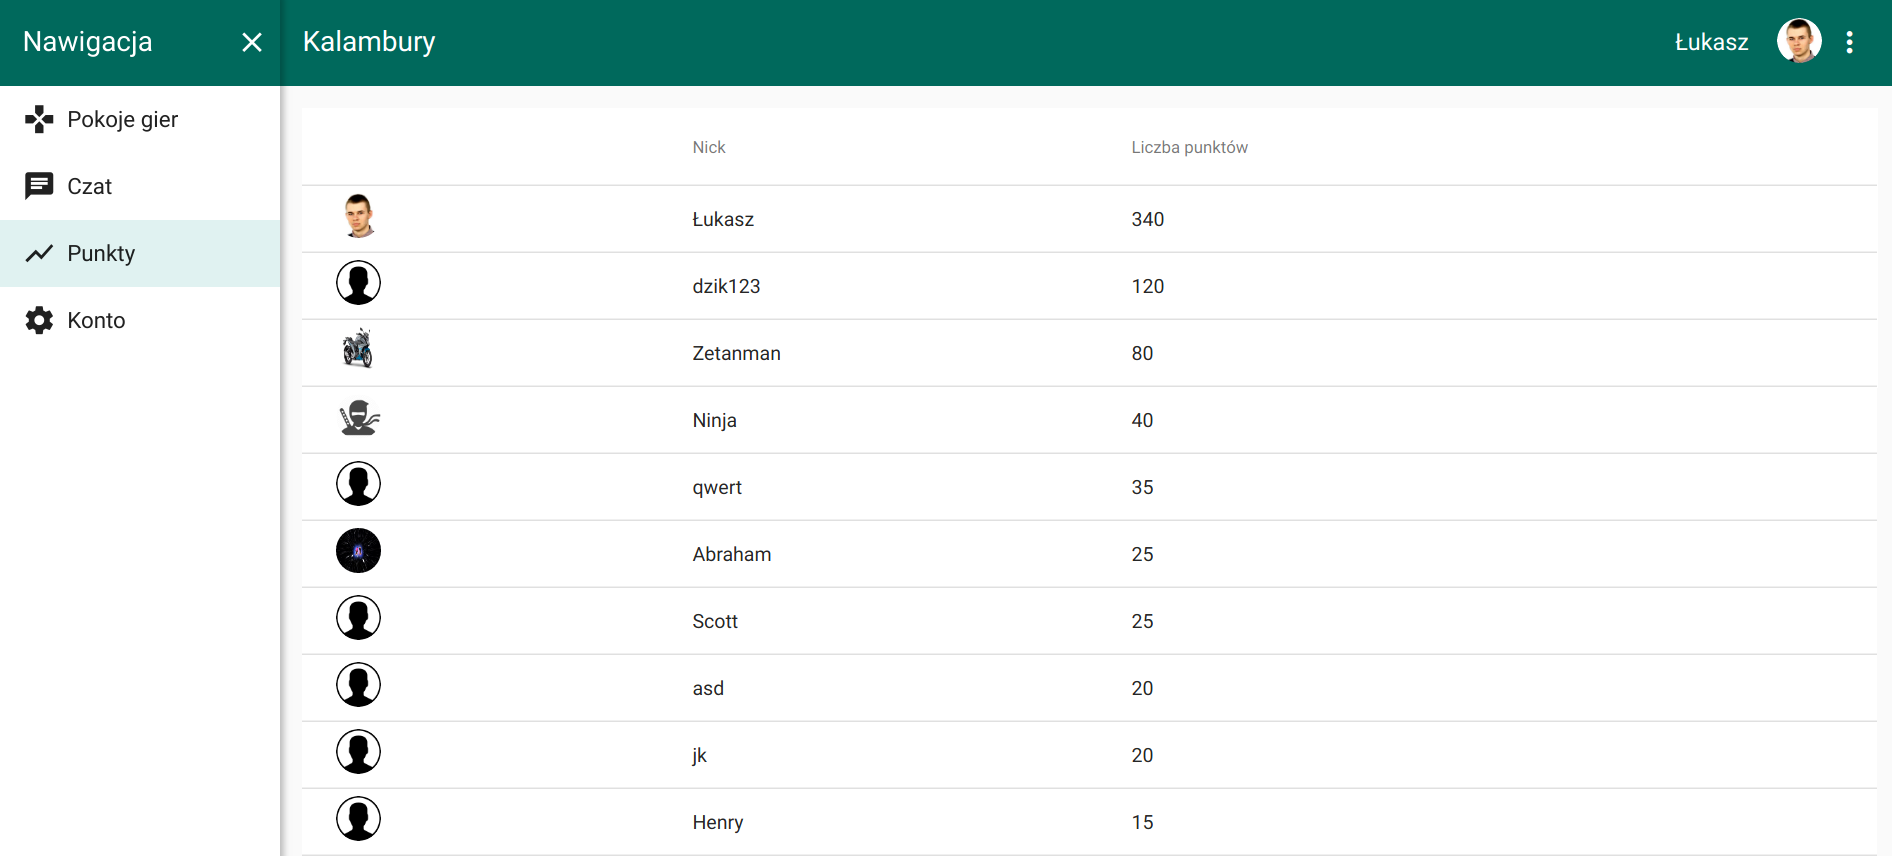 Nawigacja
Kalambury
Łukasz
Pokoje gier
Czat
Punkty
Konto
Nick Liczba punktów
Łukasz 340
dzik123 120
Zetanman 80
Ninja 40
qwert 35
Abraham 25
Scott 25
asd 20
jk 20
Henry 15